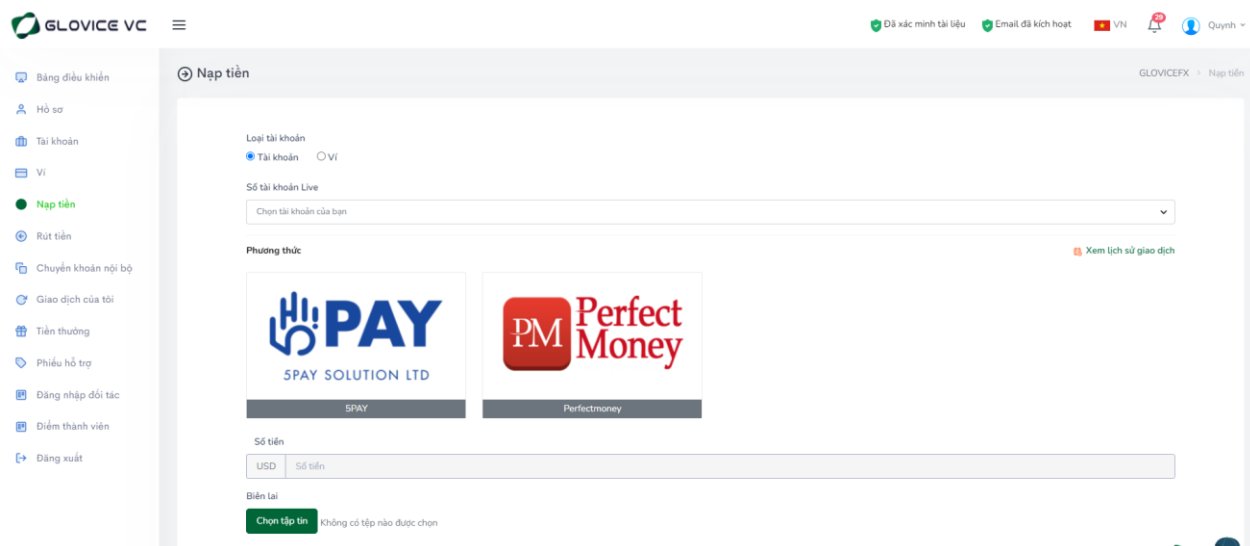 GLOVICE VC
Đã xác minh tài liệu
Email đã kích hoạt
VN
29
Quynh
Bảng điều khiển
Hồ sơ
Tài khoản
Ví
Nạp tiền
Rút tiền
Chuyển khoản nội bộ
Giao dịch của tôi
Tiền thưởng
Phiếu hỗ trợ
Đăng nhập đối tác
Điểm thành viên
Đăng xuất
Nạp tiền
GLOVICEFX > Nạp tiền
Loại tài khoản
Tài khoản Ví
Số tài khoản Live
Chọn tài khoản của bạn
Phương thức
Xem lịch sử giao dịch
5PAY
5PAY SOLUTION LTD
5PAY
PM Perfect Money
Perfectmoney
Số tiền
USD Số tiền
Biên lai
Chọn tập tin Không có tệp nào được chọn